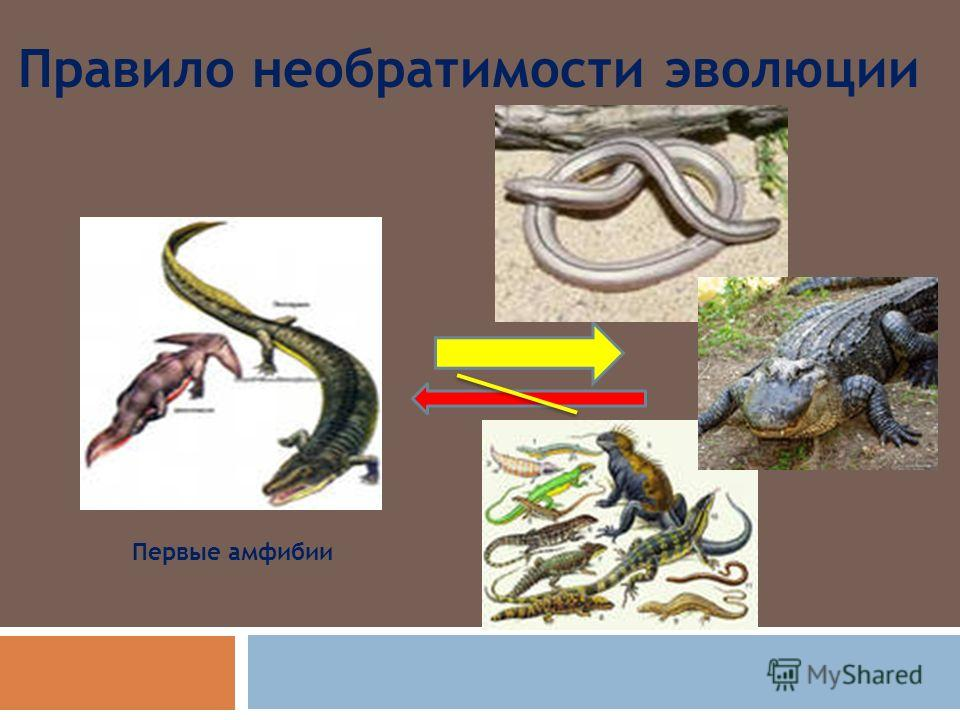 Правило необратимости эволюции
Первые амфибии
MyShared